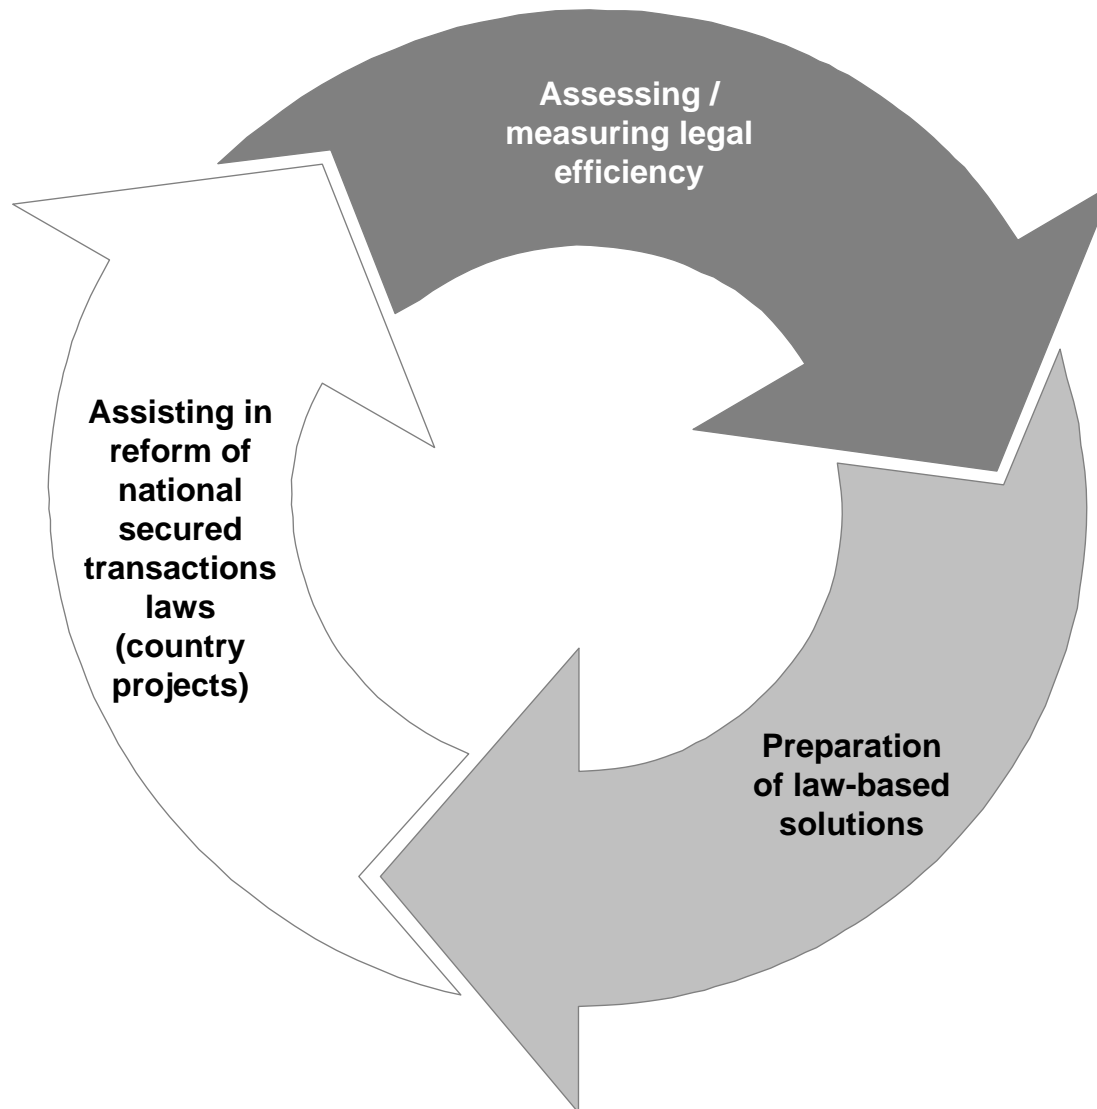 Assessing /
measuring legal
efficiency
Assisting in
reform of
national
secured
transactions
laws
(country
projects)
Preparation
of law-based
solutions